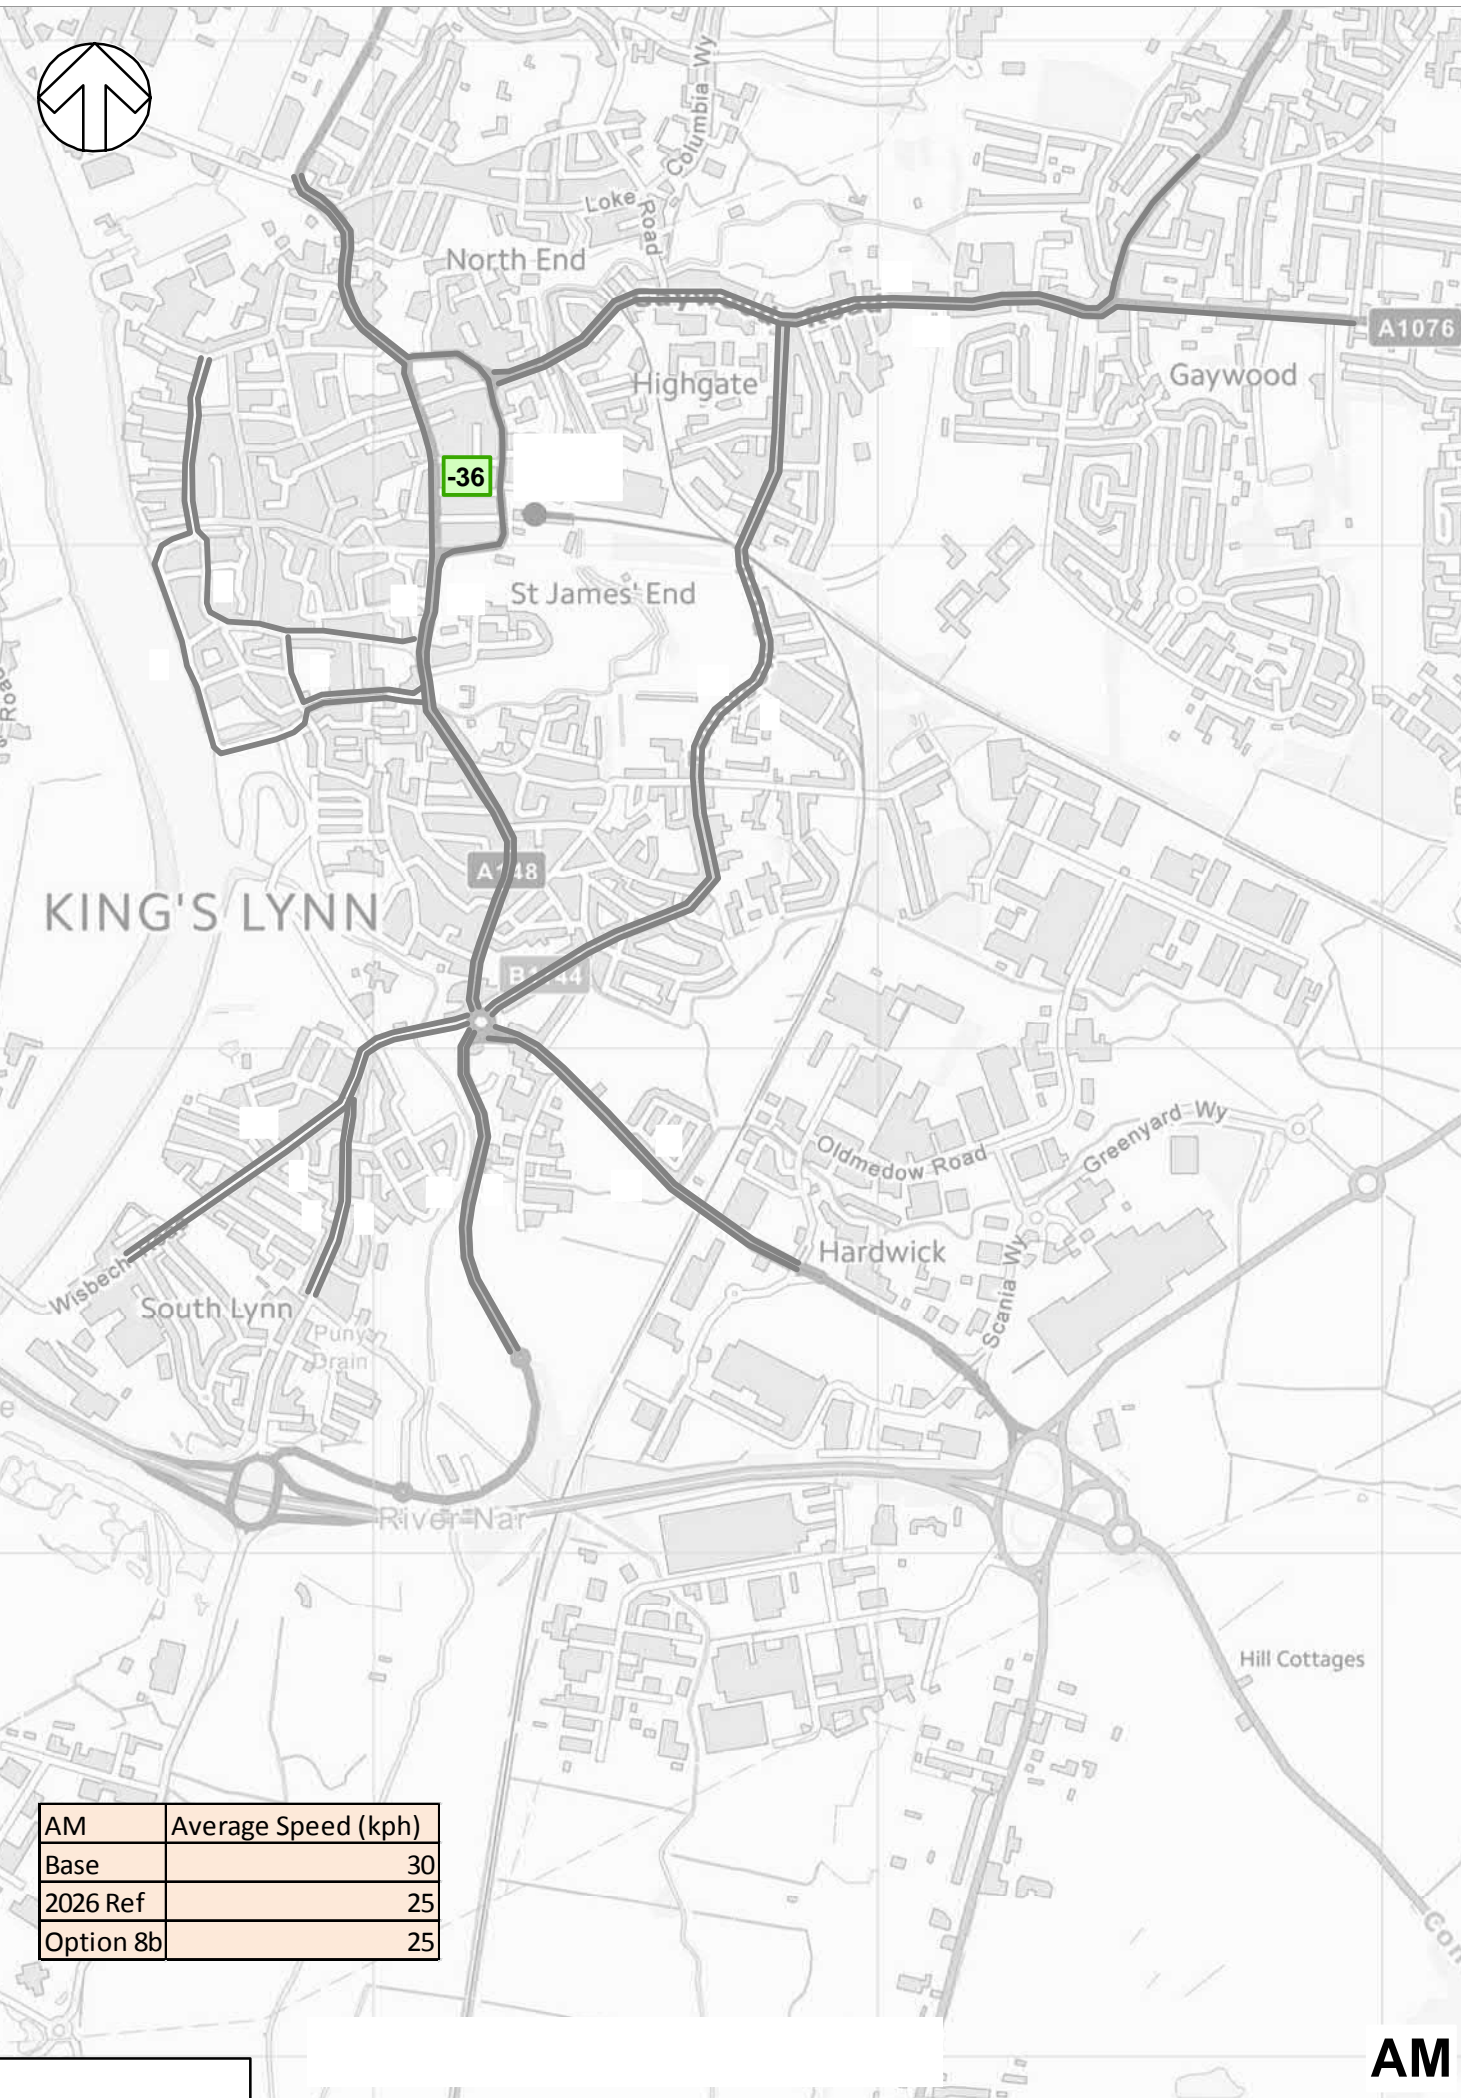 Columbia Wy
Loke Road
North End
A1076
Highgate
Gaywood
-36
St James' End
Road
A148
KING'S LYNN
Oldmedow Road
Greenyard Wy
Hardwick
Wisbech
South Lynn
Scania Wy
Puny
Drain
River Nar
Hill Cottages
AM Average Speed (kph)
Base 30
2026 Ref 25
Option 8b 25
AM